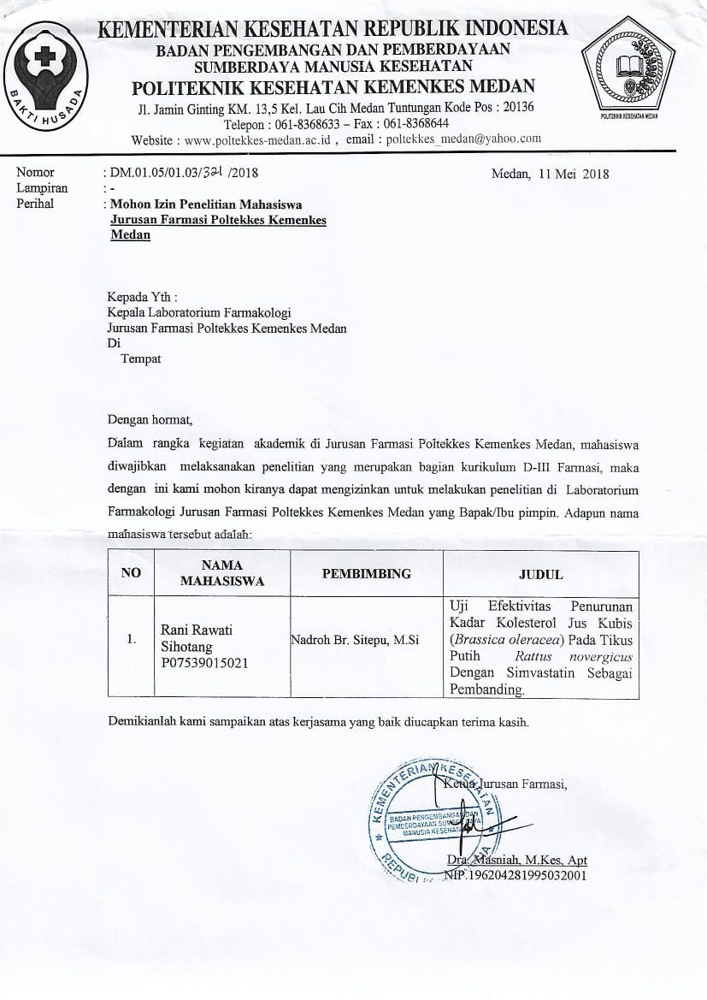 KEMENTERIAN KESEHATAN REPUBLIK INDONESIA
BADAN PENGEMBANGAN DAN PEMBERDAYAAN
SUMBERDAYA MANUSIA KESEHATAN
POLITEKNIK KESEHATAN KEMENKES MEDAN
Jl. Jamin Ginting KM. 13,5 Kel. Lau Cih Medan Tuntungan Kode Pos : 20136
Telepon : 061-8368633 – Fax : 061-8368644
Website : www.poltekkes-medan.ac.id , email : poltekkes_medan@yahoo.com
BAKTI HUSADA
POLITEKNIK KESEHATAN MEDAN
Nomor : DM.01.05/01.03/321 /2018 Medan, 11 Mei 2018
Lampiran : -
Perihal : Mohon Izin Penelitian Mahasiswa
Jurusan Farmasi Poltekkes Kemenkes
Medan
Kepada Yth :
Kepala Laboratorium Farmakologi
Jurusan Farmasi Poltekkes Kemenkes Medan
Di
Tempat
Dengan hormat,
Dalam rangka kegiatan akademik di Jurusan Farmasi Poltekkes Kemenkes Medan, mahasiswa
diwajibkan melaksanakan penelitian yang merupakan bagian kurikulum D-III Farmasi, maka
dengan ini kami mohon kiranya dapat mengizinkan untuk melakukan penelitian di Laboratorium
Farmakologi Jurusan Farmasi Poltekkes Kemenkes Medan yang Bapak/Ibu pimpin. Adapun nama
mahasiswa tersebut adalah:
NO
NAMA
MAHASISWA
PEMBIMBING
JUDUL
1.
Rani Rawati
Sihotang
P07539015021
Nadroh Br. Sitepu, M.Si
Uji Efektivitas Penurunan
Kadar Kolesterol Jus Kubis
(Brassica oleracea) Pada Tikus
Putih Rattus novergicus
Dengan Simvastatin Sebagai
Pembanding.
Demikianlah kami sampaikan atas kerjasama yang baik diucapkan terima kasih.
Ketua Jurusan Farmasi,
KEMENTERIAN KESEHATAN
BADAN PENGEMBANGAN DAN
PEMBERDAYAAN SUMBERDAYA
MANUSIA KESEHATAN
Dra. Masniah, M.Kes, Apt
NIP.196204281995032001